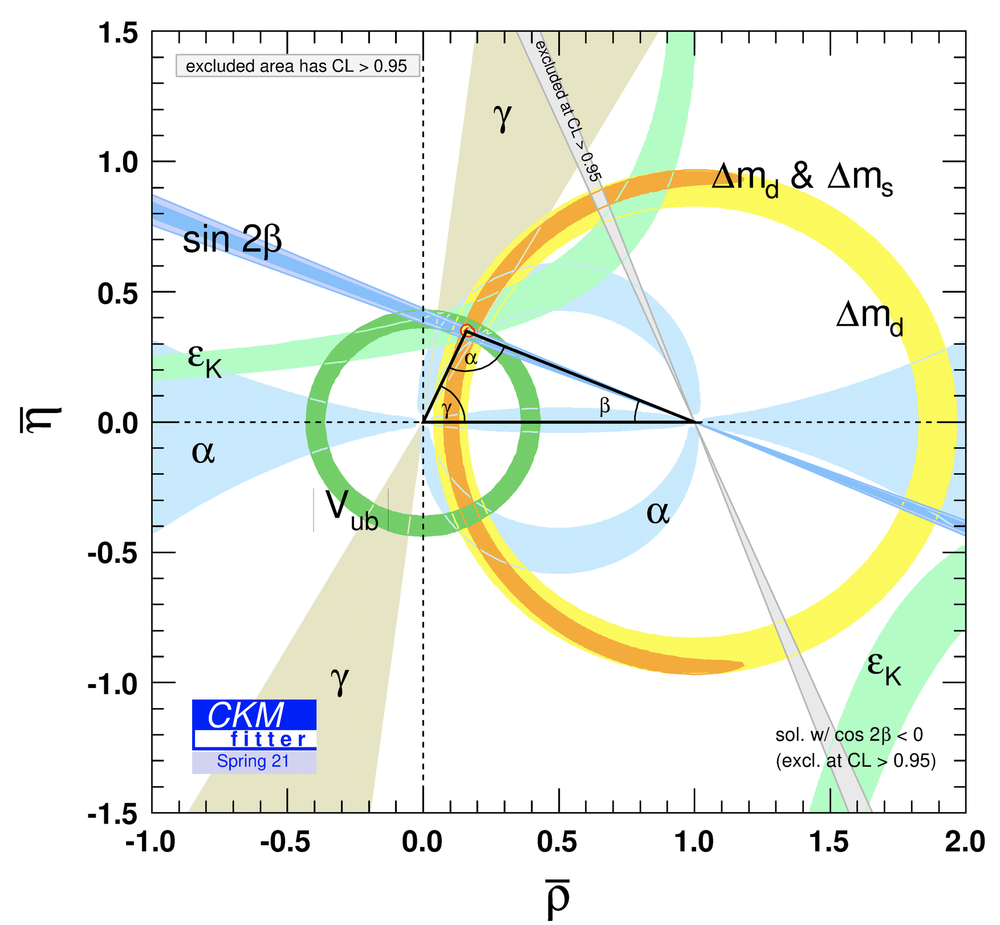 1.5
excluded area has CL > 0.95
excluded at CL > 0.95
γ
1.0
Δm_d & Δm_s
sin 2β
0.5
Δm_d
ε_K
α
β
γ
η̅
0.0
α
V_ub
α
-0.5
ε_K
γ
-1.0
CKM
fitter
Spring 21
sol. w/ cos 2β < 0
(excl. at CL > 0.95)
-1.5
-1.0 -0.5 0.0 0.5 1.0 1.5 2.0
ρ̅